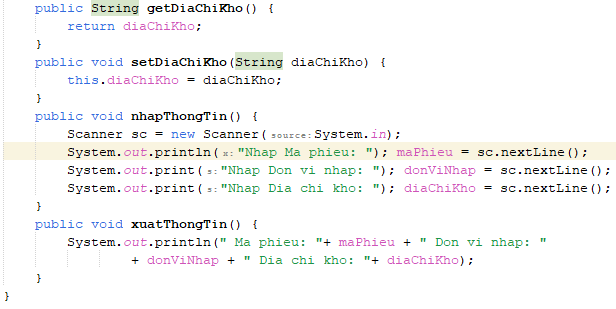 public String getDiaChiKho() {
return diaChiKho;
}
public void setDiaChiKho(String diaChiKho) {
this.diaChiKho = diaChiKho;
}
public void nhapThongTin() {
Scanner sc = new Scanner( source: System.in);
System.out.println( x: "Nhap Ma phieu: "); maPhieu = sc.nextLine();
System.out.print( s: "Nhap Don vi nhap: "); donViNhap = sc.nextLine();
System.out.print( s: "Nhap Dia chi kho: "); diaChiKho = sc.nextLine();
}
public void xuatThongTin() {
System.out.println(" Ma phieu: "+ maPhieu + " Don vi nhap: "
+ donViNhap + " Dia chi kho: "+ diaChiKho);
}
}